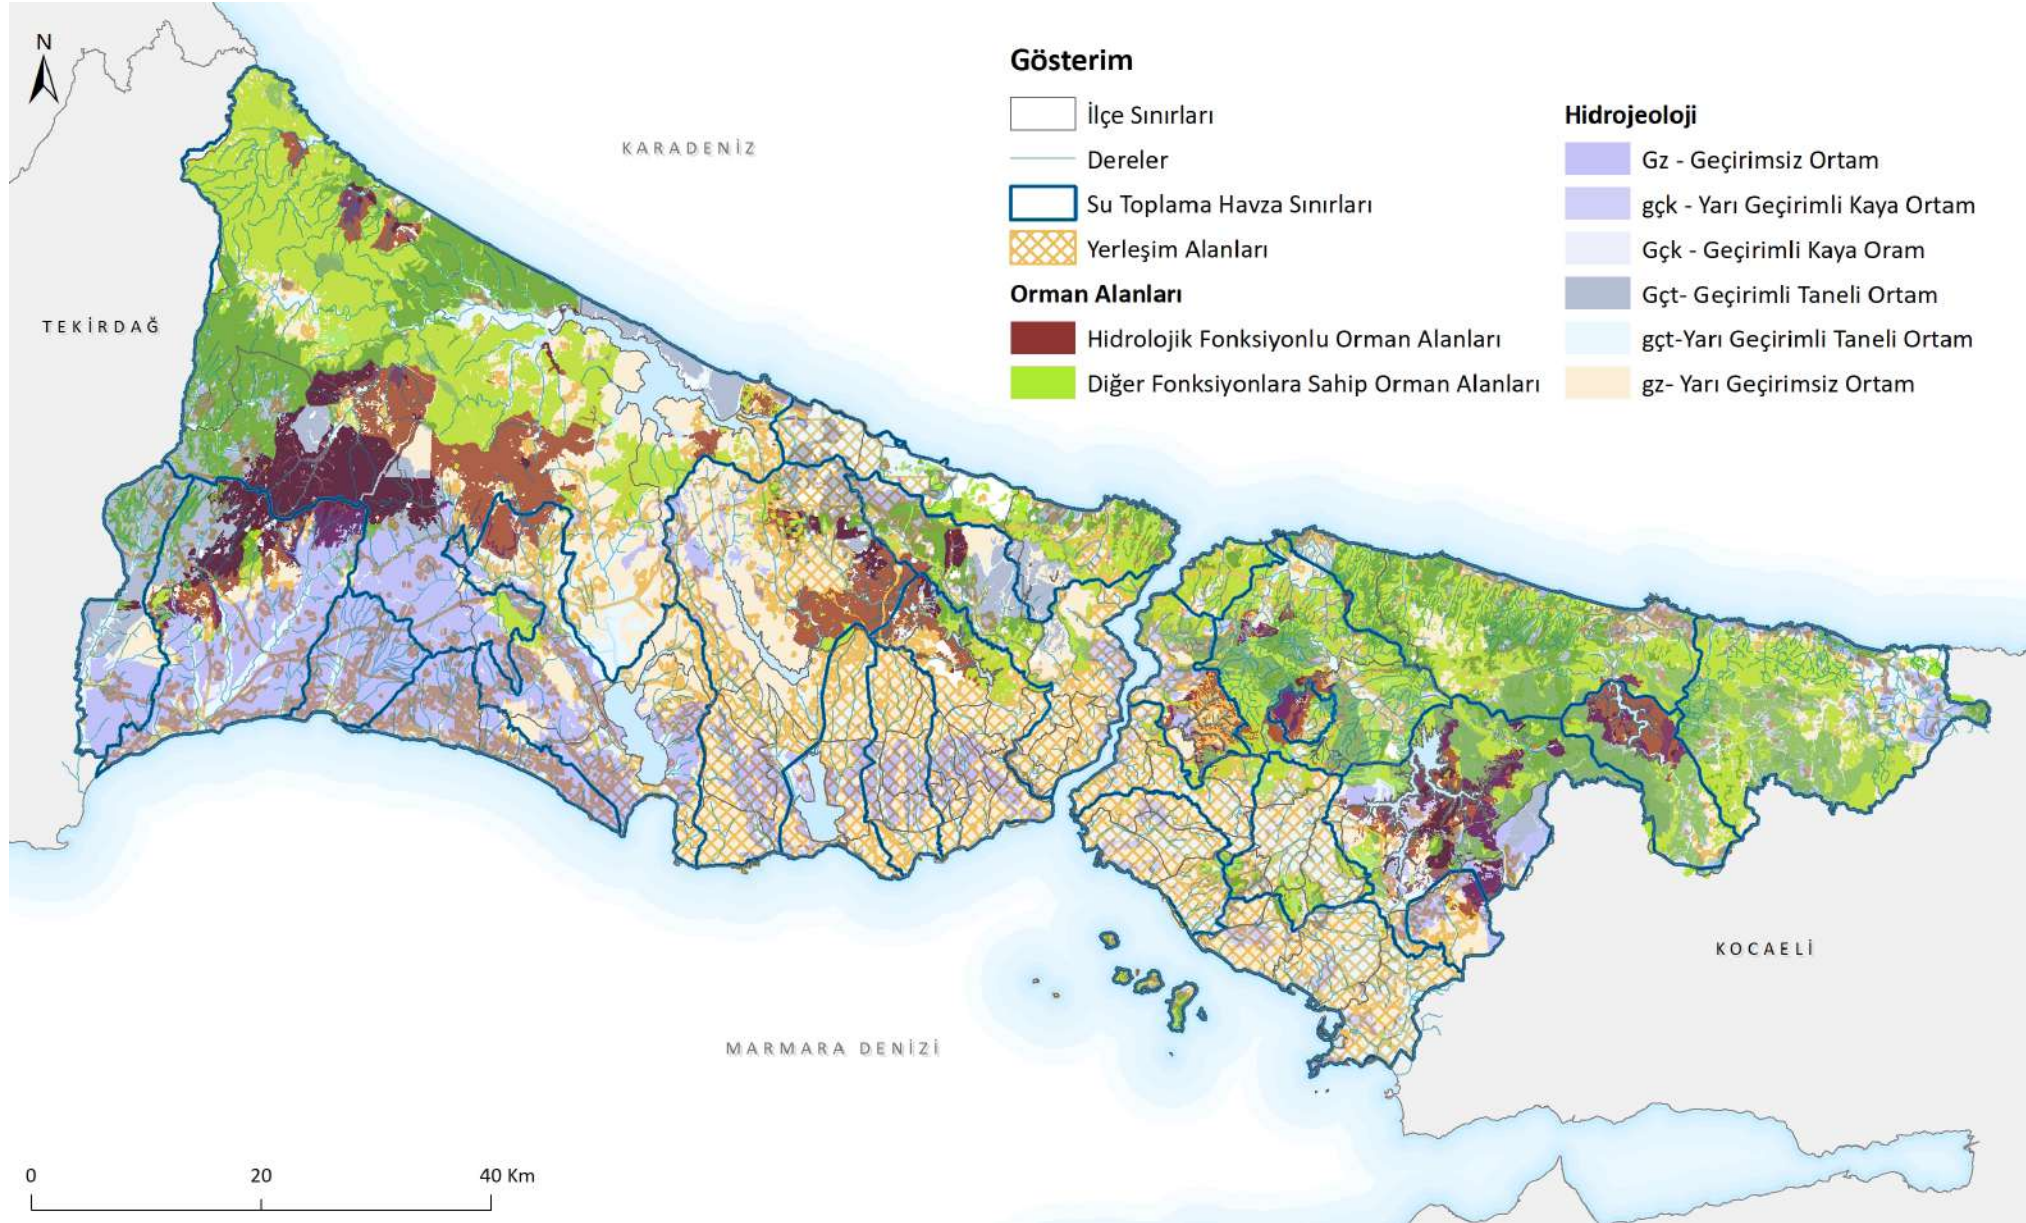 N
KARADENİZ
TEKİRDAĞ
Gösterim
İlçe Sınırları
Dereler
Su Toplama Havza Sınırları
Yerleşim Alanları
Orman Alanları
Hidrolojik Fonksiyonlu Orman Alanları
Diğer Fonksiyonlara Sahip Orman Alanları
Hidrojeoloji
Gz - Geçirimsiz Ortam
gçk - Yarı Geçirimli Kaya Ortam
Gçk - Geçirimli Kaya Oram
Gçt- Geçirimli Taneli Ortam
gçt-Yarı Geçirimli Taneli Ortam
gz- Yarı Geçirimsiz Ortam
KOCAELİ
MARMARA DENİZİ
0 20 40 Km